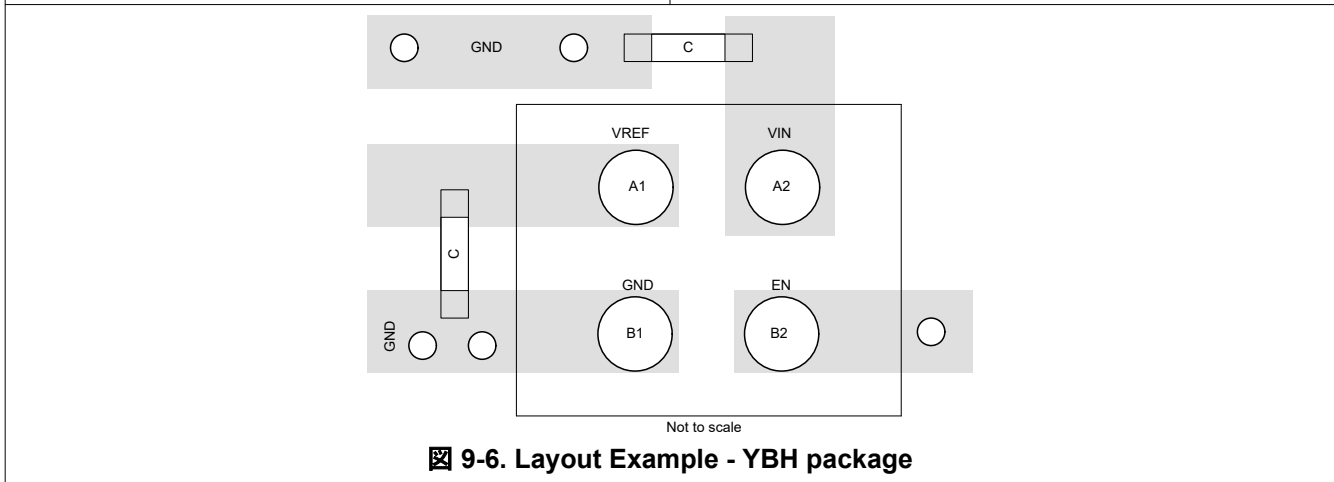 GND
C
VREF
VIN
A1
A2
C
GND
EN
GND
B1
B2
Not to scale
図 9-6. Layout Example - YBH package